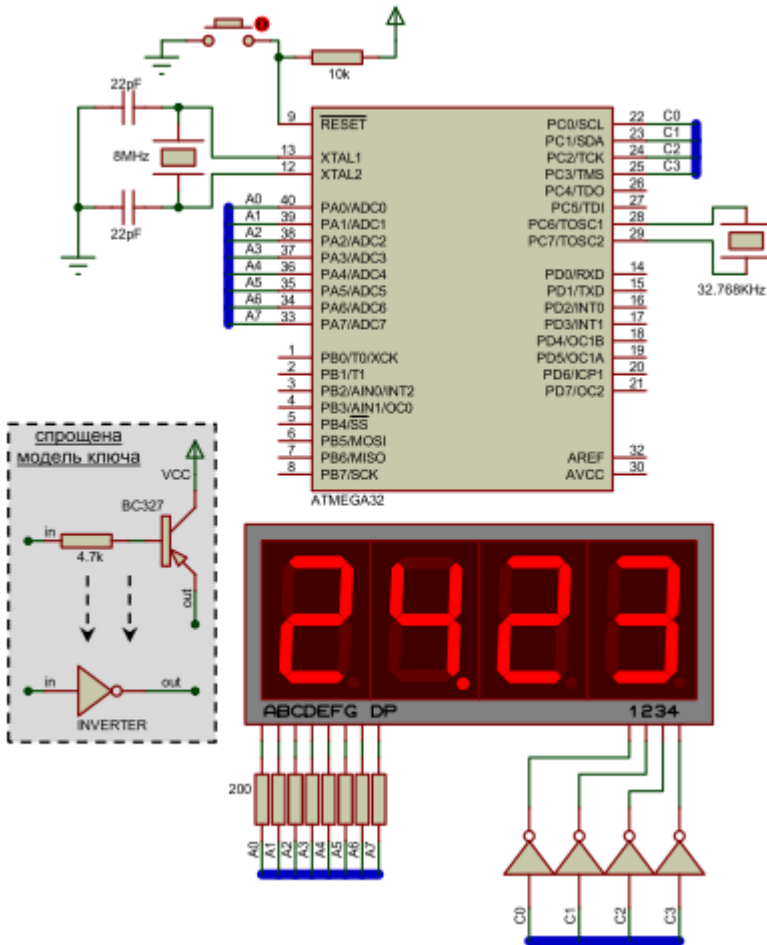 10k
22pF
8MHz
22pF
9 RESET
13 XTAL1
12 XTAL2
A0 40 PA0/ADC0
A1 39 PA1/ADC1
A2 38 PA2/ADC2
A3 37 PA3/ADC3
A4 36 PA4/ADC4
A5 35 PA5/ADC5
A6 34 PA6/ADC6
A7 33 PA7/ADC7
1 PB0/T0/XCK
2 PB1/T1
3 PB2/AIN0/INT2
4 PB3/AIN1/OC0
5 PB4/SS
6 PB5/MOSI
7 PB6/MISO
8 PB7/SCK
PC0/SCL 22 C0
PC1/SDA 23 C1
PC2/TCK 24 C2
PC3/TMS 25 C3
PC4/TDO 26
PC5/TDI 27
PC6/TOSC1 28
PC7/TOSC2 29
PD0/RXD 14
PD1/TXD 15
PD2/INT0 16
PD3/INT1 17
PD4/OC1B 18
PD5/OC1A 19
PD6/ICP1 20
PD7/OC2 21
AREF 32
AVCC 30
32.768KHz
ATMEGA32
спрощена
модель ключа
VCC
BC327
in
4.7k
out
in
out
INVERTER
24.23
ABCDEFG DP
1234
200
A0 A1 A2 A3 A4 A5 A6 A7
C0 C1 C2 C3